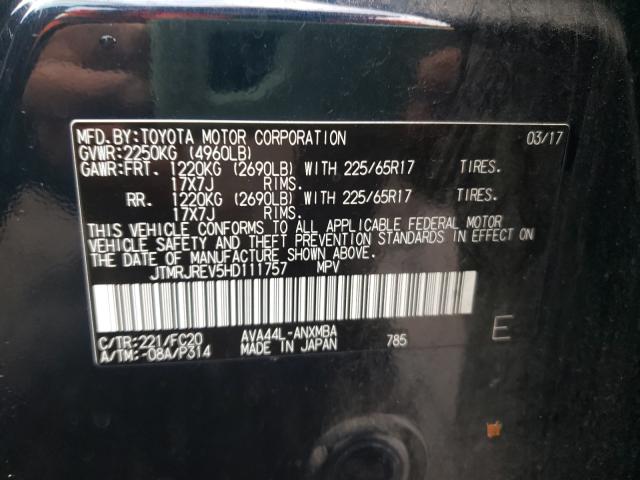 MFD.BY:TOYOTA MOTOR CORPORATION 03/17
GVWR:2250KG (4960LB)
GAWR:FRT. 1220KG (2690LB) WITH 225/65R17 TIRES.
17X7J RIMS.
RR. 1220KG (2690LB) WITH 225/65R17 TIRES.
17X7J RIMS.
THIS VEHICLE CONFORMS TO ALL APPLICABLE FEDERAL MOTOR
VEHICLE SAFETY AND THEFT PREVENTION STANDARDS IN EFFECT ON
THE DATE OF MANUFACTURE SHOWN ABOVE.
JTMRJREV5HD111757 MPV
C/TR:221/FC20 AVA44L-ANXMBA 785 E
A/TM:-08A/P314 MADE IN JAPAN